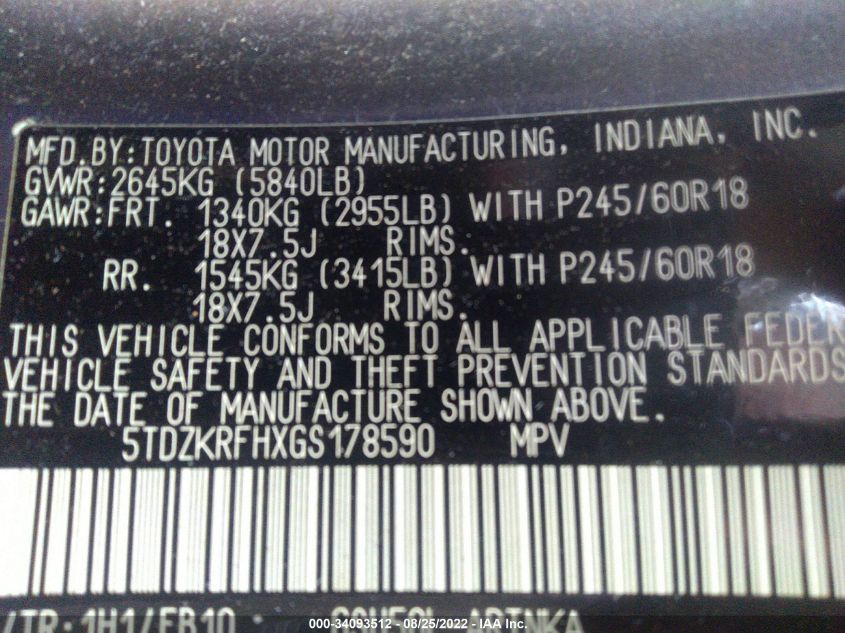 MFD.BY:TOYOTA MOTOR MANUFACTURING, INDIANA, INC.
GVWR:2645KG (5840LB)
GAWR:FRT. 1340KG (2955LB) WITH P245/60R18
18X7.5J RIMS.
RR. 1545KG (3415LB) WITH P245/60R18
18X7.5J RIMS.
THIS VEHICLE CONFORMS TO ALL APPLICABLE FEDER
VEHICLE SAFETY AND THEFT PREVENTION STANDARDS
THE DATE OF MANUFACTURE SHOWN ABOVE.
5TDZKRFHXGS178590 MPV
/TR:1H1/FB10
000-34093512 - 08/25/2022 - IAA Inc.